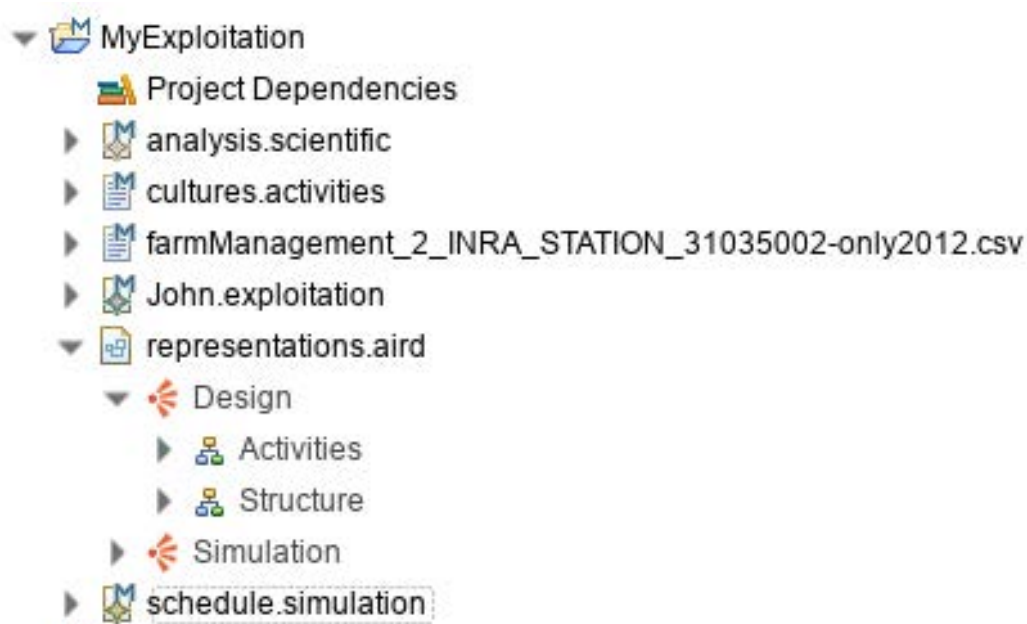 MyExploitation
Project Dependencies
analysis.scientific
cultures.activities
farmManagement_2_INRA_STATION_31035002-only2012.csv
John.exploitation
representations.aird
Design
Activities
Structure
Simulation
schedule.simulation